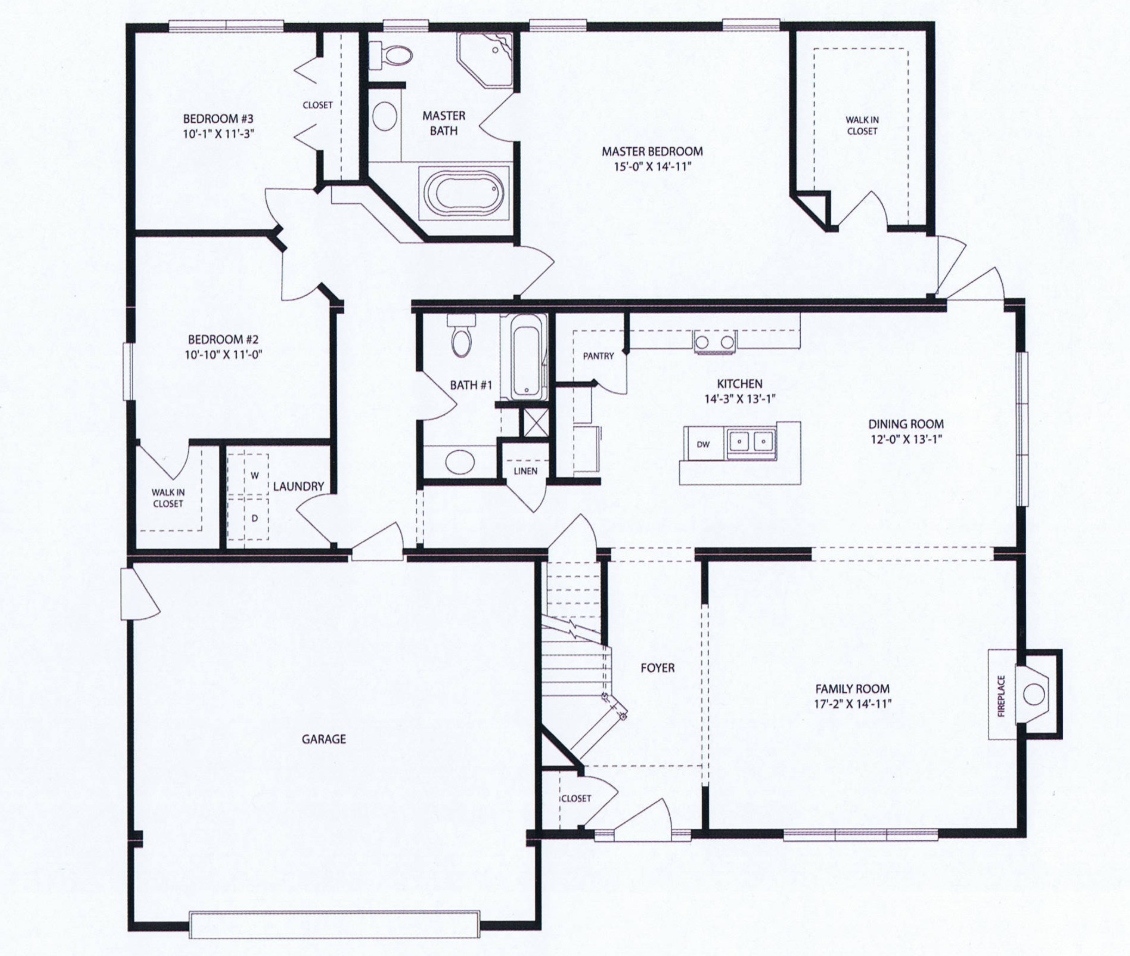 BEDROOM #3
10'-1" X 11'-3"
CLOSET
MASTER
BATH
MASTER BEDROOM
15'-0" X 14'-11"
WALK IN
CLOSET
BEDROOM #2
10'-10" X 11'-0"
BATH #1
PANTRY
KITCHEN
14'-3" X 13'-1"
DINING ROOM
12'-0" X 13'-1"
DW
LINEN
WALK IN
CLOSET
W
LAUNDRY
D
FOYER
FAMILY ROOM
17'-2" X 14'-11"
FIREPLACE
GARAGE
CLOSET